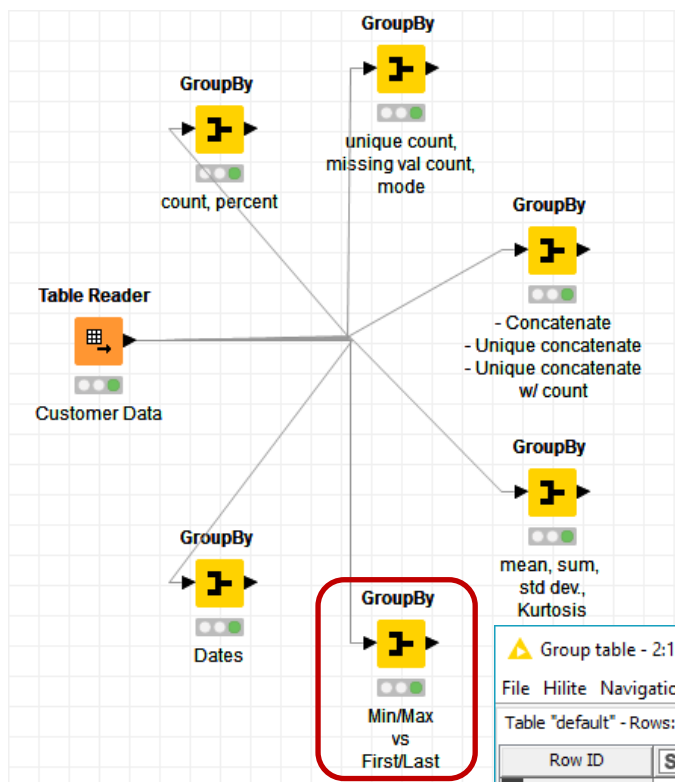 GroupBy
unique count,
missing val count,
mode
GroupBy
count, percent
GroupBy
- Concatenate
- Unique concatenate
- Unique concatenate
w/ count
Table Reader
Customer Data
GroupBy
mean, sum,
std dev.,
Kurtosis
GroupBy
Dates
GroupBy
Min/Max
vs
First/Last
Group table - 2:1
File Hilite Navigatio
Table "default" - Rows:
Row ID
S